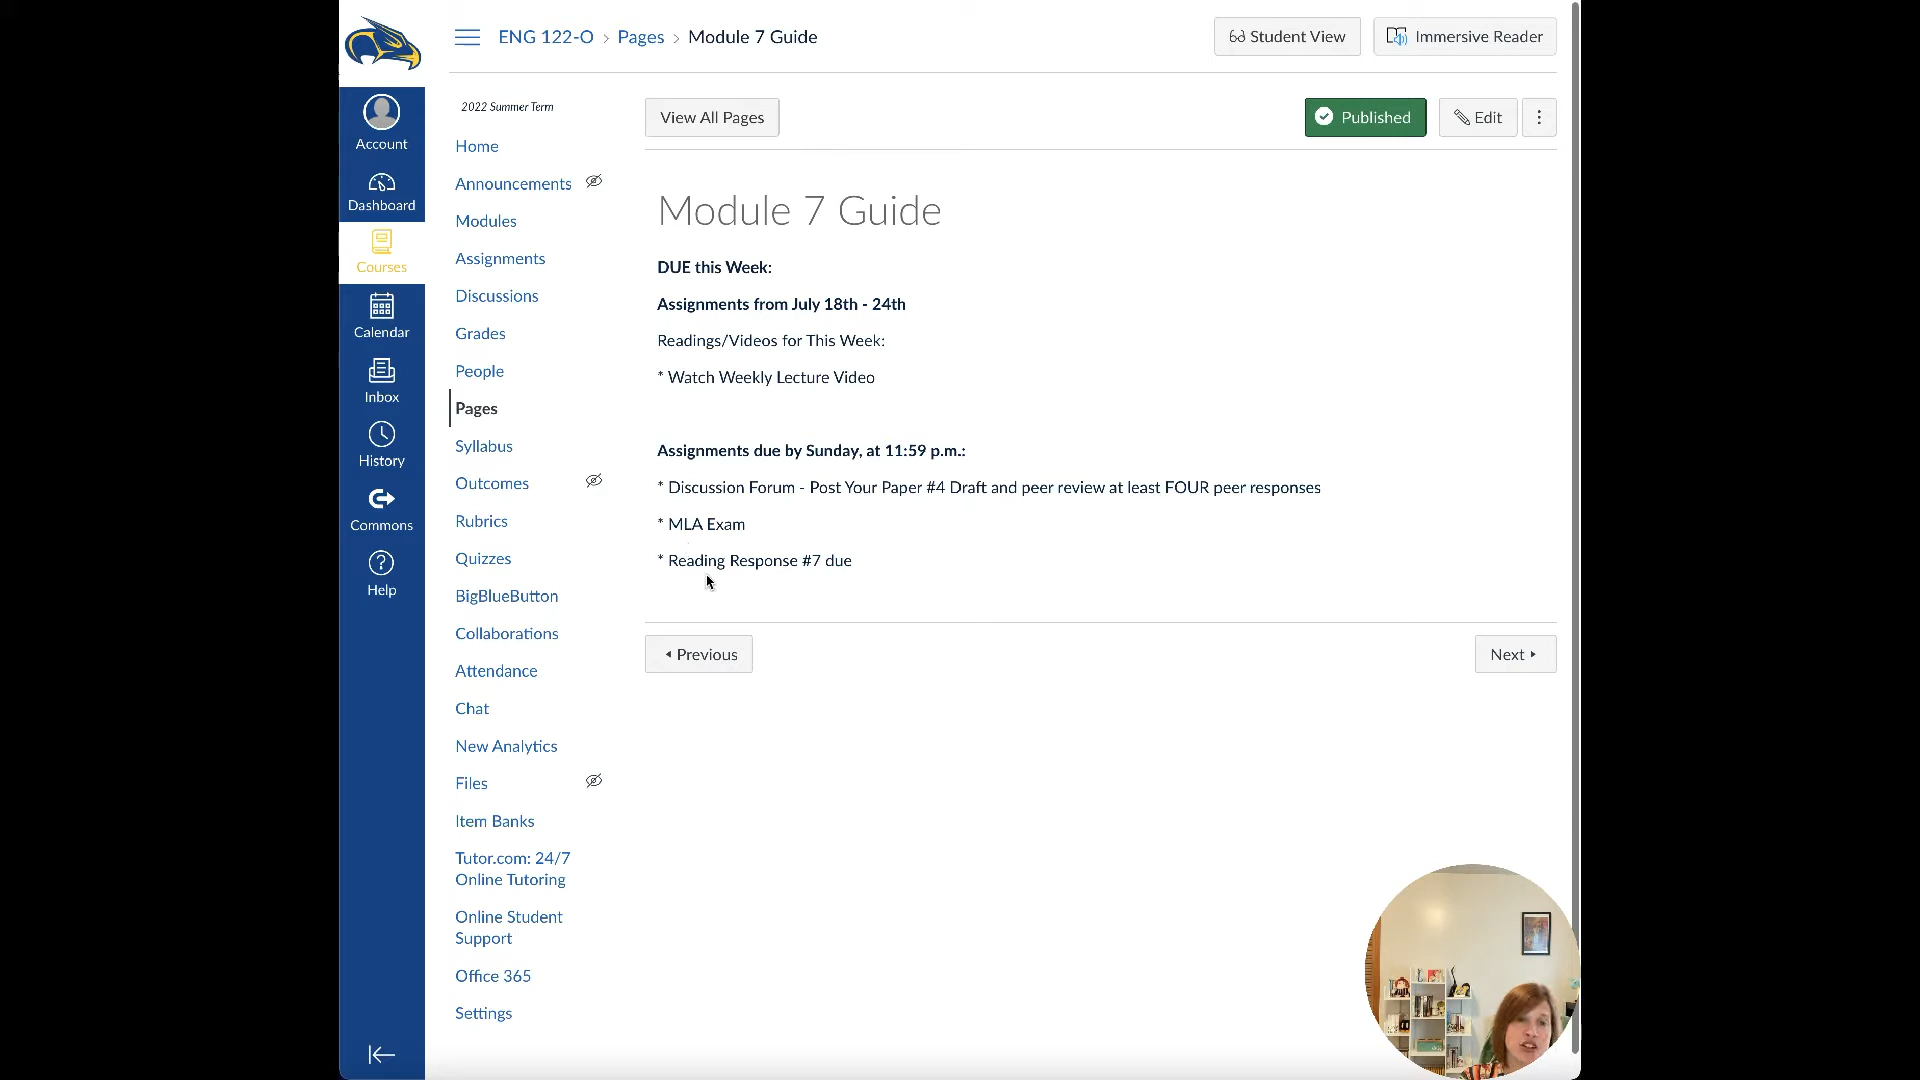 ENG 122-O > Pages > Module 7 Guide
Student View
Immersive Reader
Account
Dashboard
Courses
Calendar
Inbox
History
Commons
Help
2022 Summer Term
Home
Announcements
Modules
Assignments
Discussions
Grades
People
Pages
Syllabus
Outcomes
Rubrics
Quizzes
BigBlueButton
Collaborations
Attendance
Chat
New Analytics
Files
Item Banks
Tutor.com: 24/7
Online Tutoring
Online Student
Support
Office 365
Settings
View All Pages
Published
Edit
Module 7 Guide
DUE this Week:
Assignments from July 18th - 24th
Readings/Videos for This Week:
* Watch Weekly Lecture Video
Assignments due by Sunday, at 11:59 p.m.:
* Discussion Forum - Post Your Paper #4 Draft and peer review at least FOUR peer responses
* MLA Exam
* Reading Response #7 due
Previous
Next